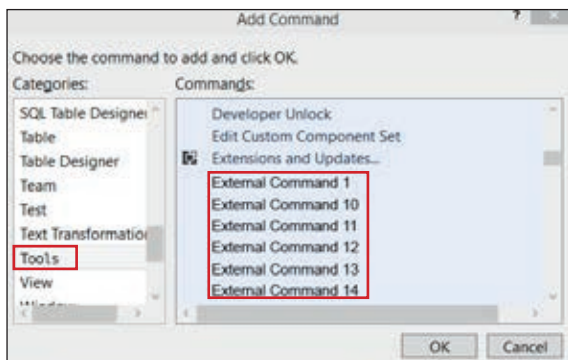 Add Command
?
Choose the command to add and click OK.
Categories:
Commands:
SQL Table Designer
Table
Table Designer
Team
Test
Text Transformatio
Tools
View
Developer Unlock
Edit Custom Component Set
Extensions and Updates...
External Command 1
External Command 10
External Command 11
External Command 12
External Command 13
External Command 14
OK
Cancel